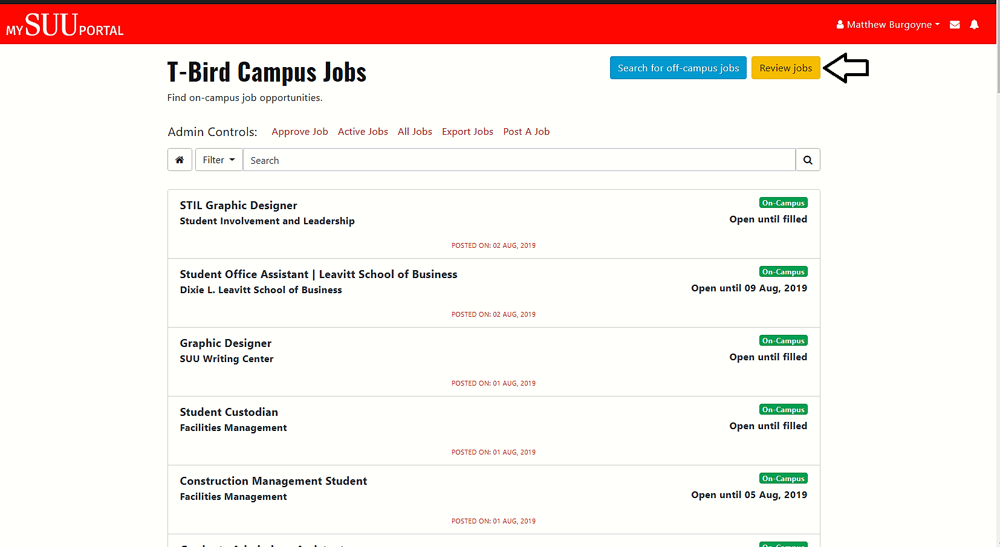 MY SUU PORTAL
Matthew Burgoyne
T-Bird Campus Jobs
Search for off-campus jobs
Review jobs
Find on-campus job opportunities.
Admin Controls: Approve Job Active Jobs All Jobs Export Jobs Post A Job
Filter
Search
STIL Graphic Designer
On-Campus
Student Involvement and Leadership
Open until filled
POSTED ON: 02 AUG, 2019
Student Office Assistant | Leavitt School of Business
On-Campus
Dixie L. Leavitt School of Business
Open until 09 Aug, 2019
POSTED ON: 02 AUG, 2019
Graphic Designer
On-Campus
SUU Writing Center
Open until filled
POSTED ON: 01 AUG, 2019
Student Custodian
On-Campus
Facilities Management
Open until filled
POSTED ON: 01 AUG, 2019
Construction Management Student
On-Campus
Facilities Management
Open until 05 Aug, 2019
POSTED ON: 01 AUG, 2019
On-Campus